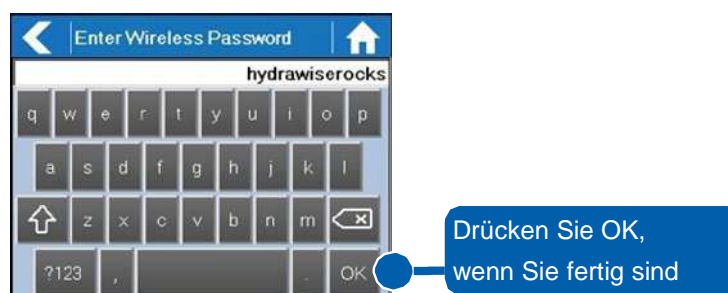 Enter Wireless Password
hydrawiserocks
q w e r t y u i o p
a s d f g h j k l
z x c v b n m
?123 , . OK
Drücken Sie OK,
wenn Sie fertig sind